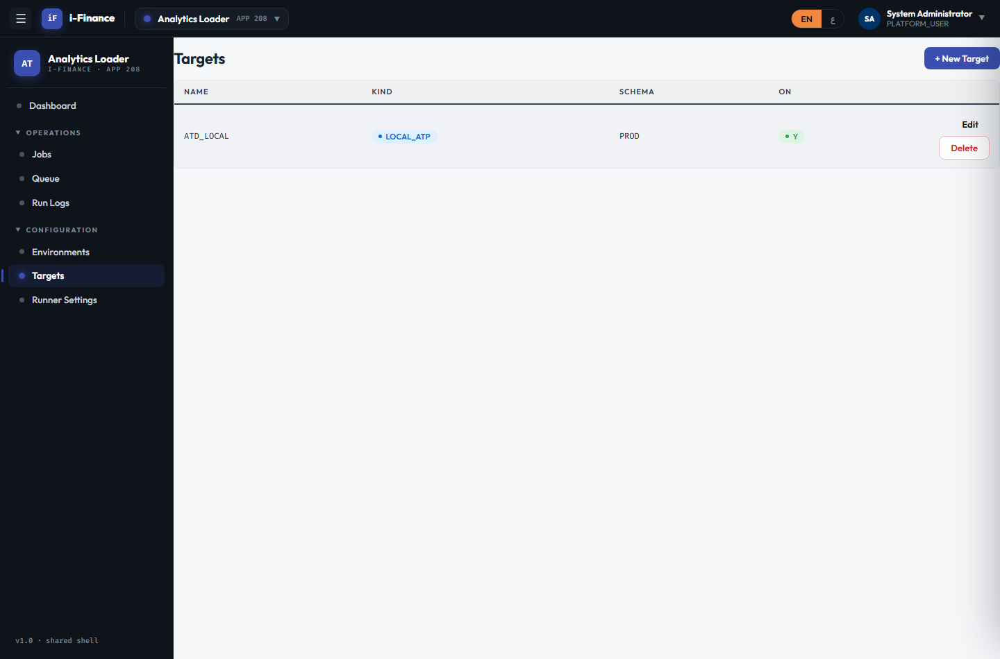 ☰ iF i-Finance Analytics Loader APP 208 ▼ EN ع SA System Administrator ▼
PLATFORM_USER
AT Analytics Loader
I-FINANCE · APP 208
Dashboard
▼ OPERATIONS
Jobs
Queue
Run Logs
▼ CONFIGURATION
Environments
Targets
Runner Settings
v1.0 · shared shell
Targets + New Target
NAME KIND SCHEMA ON
ATD_LOCAL LOCAL_ATP PROD Y Edit
Delete